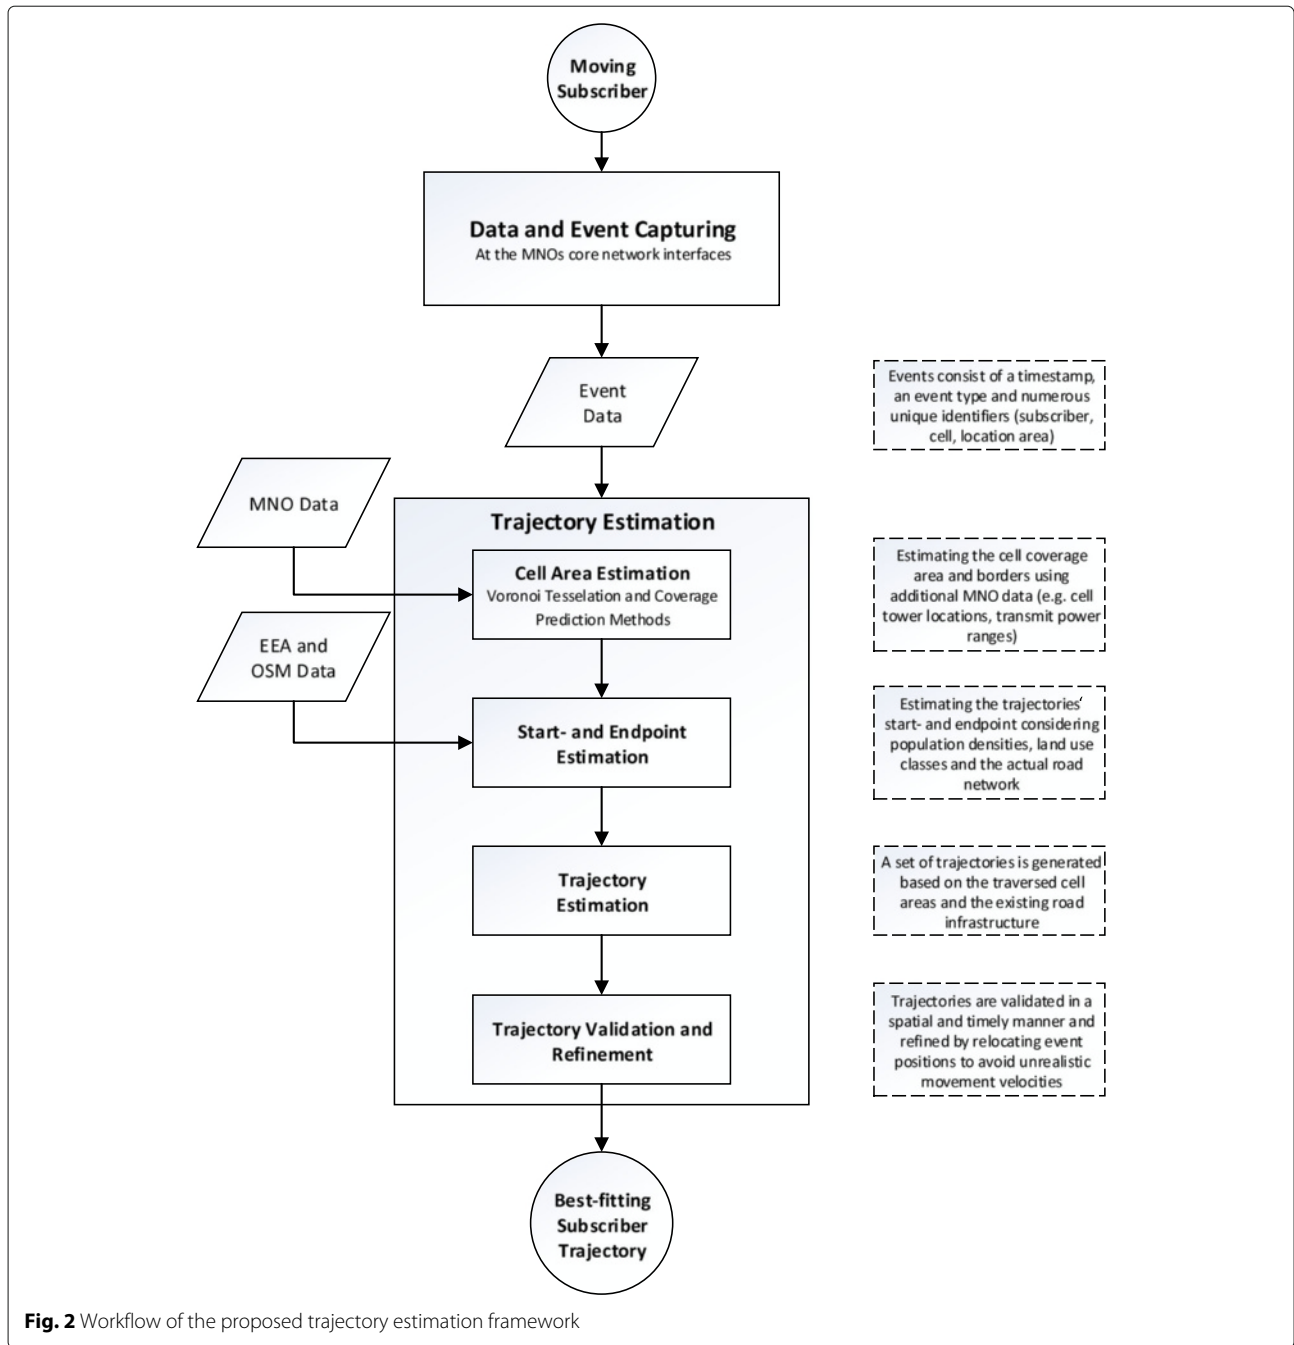 Moving
Subscriber
Data and Event Capturing
At the MNOs core network interfaces
Event
Data
Events consist of a timestamp,
an event type and numerous
unique identifiers (subscriber,
cell, location area)
MNO Data
Trajectory Estimation
Cell Area Estimation
Voronoi Tesselation and Coverage
Prediction Methods
Estimating the cell coverage
area and borders using
additional MNO data (e.g. cell
tower locations, transmit power
ranges)
EEA and
OSM Data
Start- and Endpoint
Estimation
Estimating the trajectories‘
start- and endpoint considering
population densities, land use
classes and the actual road
network
Trajectory
Estimation
A set of trajectories is generated
based on the traversed cell
areas and the existing road
infrastructure
Trajectory Validation and
Refinement
Trajectories are validated in a
spatial and timely manner and
refined by relocating event
positions to avoid unrealistic
movement velocities
Best-fitting
Subscriber
Trajectory
Fig. 2 Workflow of the proposed trajectory estimation framework